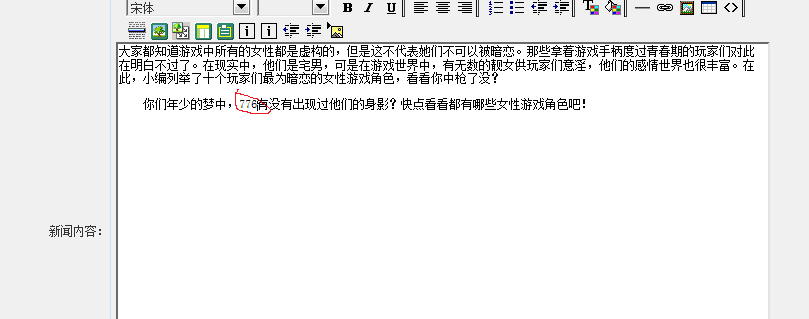 宋体
B I U
大家都知道游戏中所有的女性都是虚构的，但是这不代表她们不可以被暗恋。那些拿着游戏手柄度过青春期的玩家们对此
在明白不过了。在现实中，他们是宅男，可是在游戏世界中，有无数的靓女供玩家们意淫，他们的感情世界也很丰富。在
此，小编列举了十个玩家们最为暗恋的女性游戏角色，看看你中枪了没？
你们年少的梦中，776有没有出现过他们的身影？快点看看都有哪些女性游戏角色吧！
新闻内容：